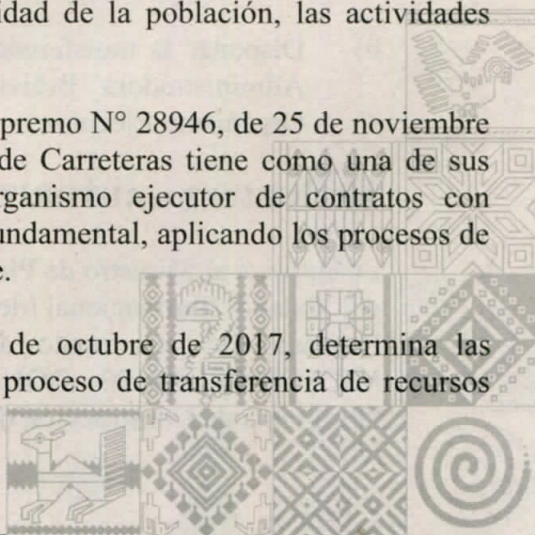 idad de la población, las actividades
premo N° 28946, de 25 de noviembre
de Carreteras tiene como una de sus
rganismo ejecutor de contratos con
undamental, aplicando los procesos de
e.
de octubre de 2017, determina las
proceso de transferencia de recursos